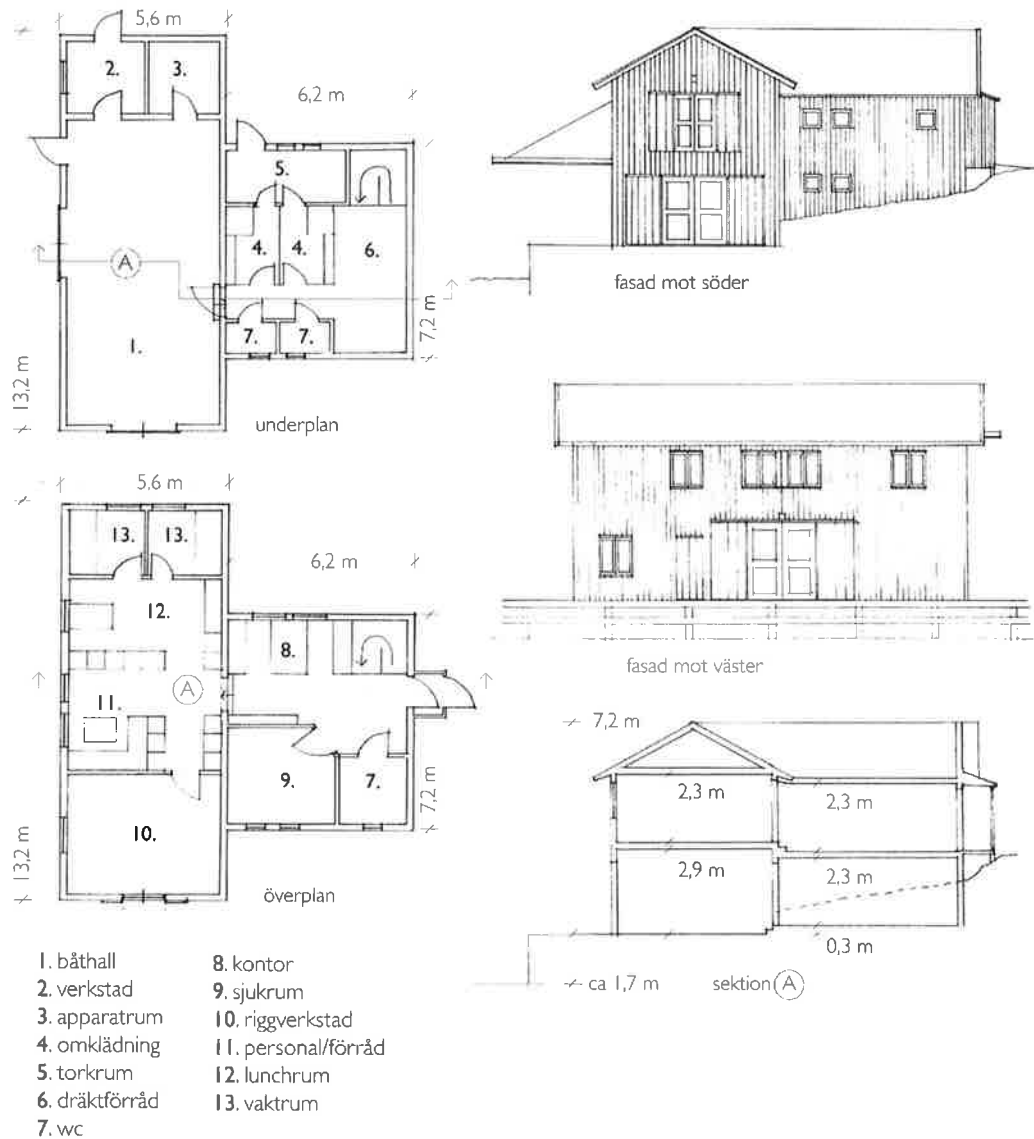 5,6 m
2.
3.
6,2 m
5.
4.
4.
6.
A
7.
7.
1.
7,2 m
13,2 m
underplan
fasad mot söder
fasad mot väster
5,6 m
13.
13.
6,2 m
12.
8.
A
11.
9.
7.
10.
7,2 m
13,2 m
överplan
7,2 m
2,3 m
2,3 m
2,9 m
2,3 m
0,3 m
ca 1,7 m
sektion A
1. båthall
2. verkstad
3. apparatrum
4. omklädning
5. torkrum
6. dräktförråd
7. wc
8. kontor
9. sjukrum
10. riggverkstad
11. personal/förråd
12. lunchrum
13. vaktrum